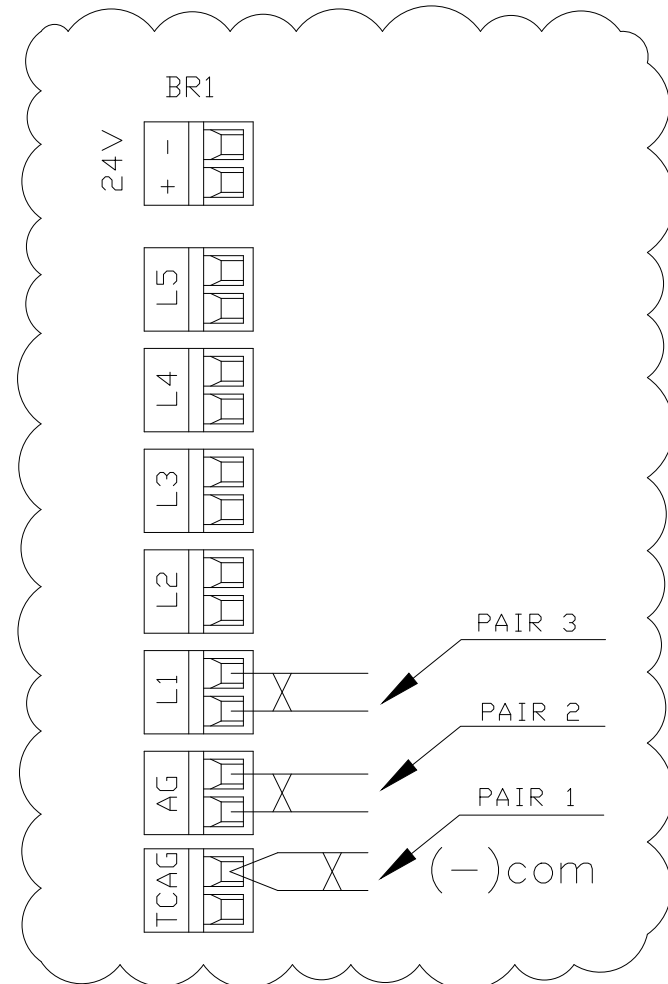 BR1
24V
+ -
L5
L4
L3
L2
L1
PAIR 3
AG
PAIR 2
TCAG
PAIR 1
(-)com